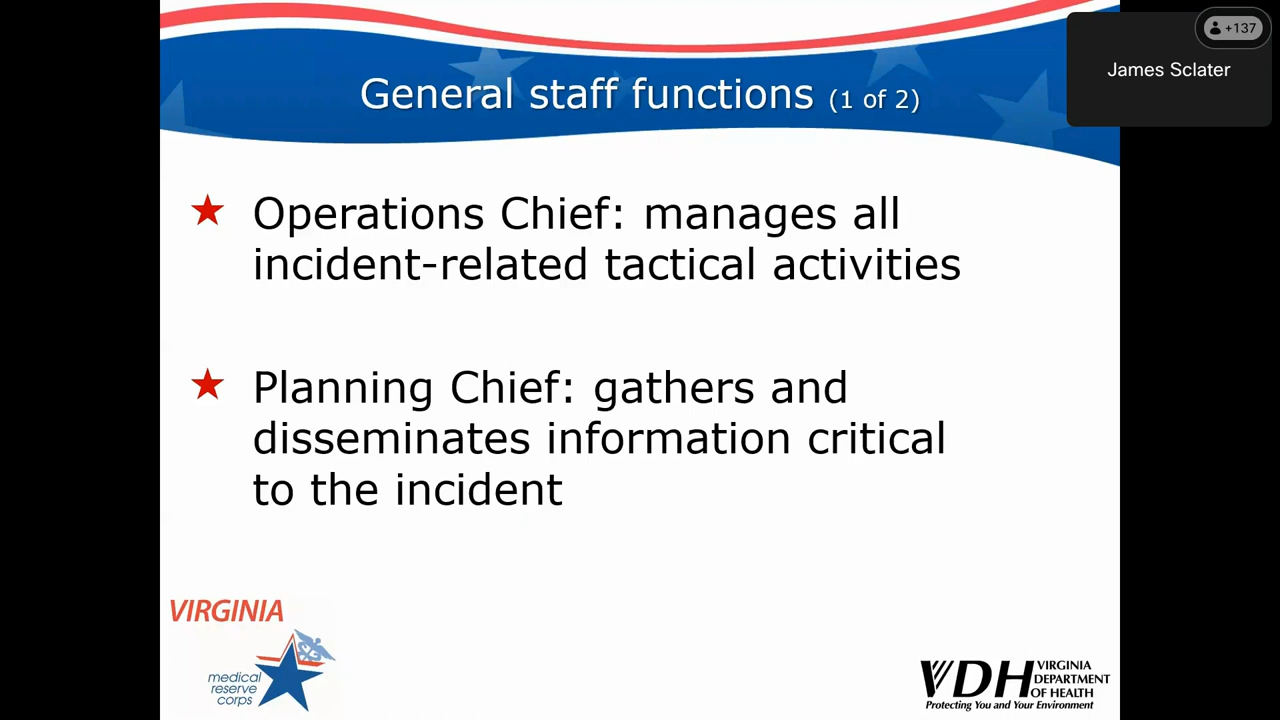 +137
James Sclater
General staff functions (1 of 2)
Operations Chief: manages all
incident-related tactical activities
Planning Chief: gathers and
disseminates information critical
to the incident
VIRGINIA
medical
reserve
corps
VDH VIRGINIA
DEPARTMENT
OF HEALTH
Protecting You and Your Environment